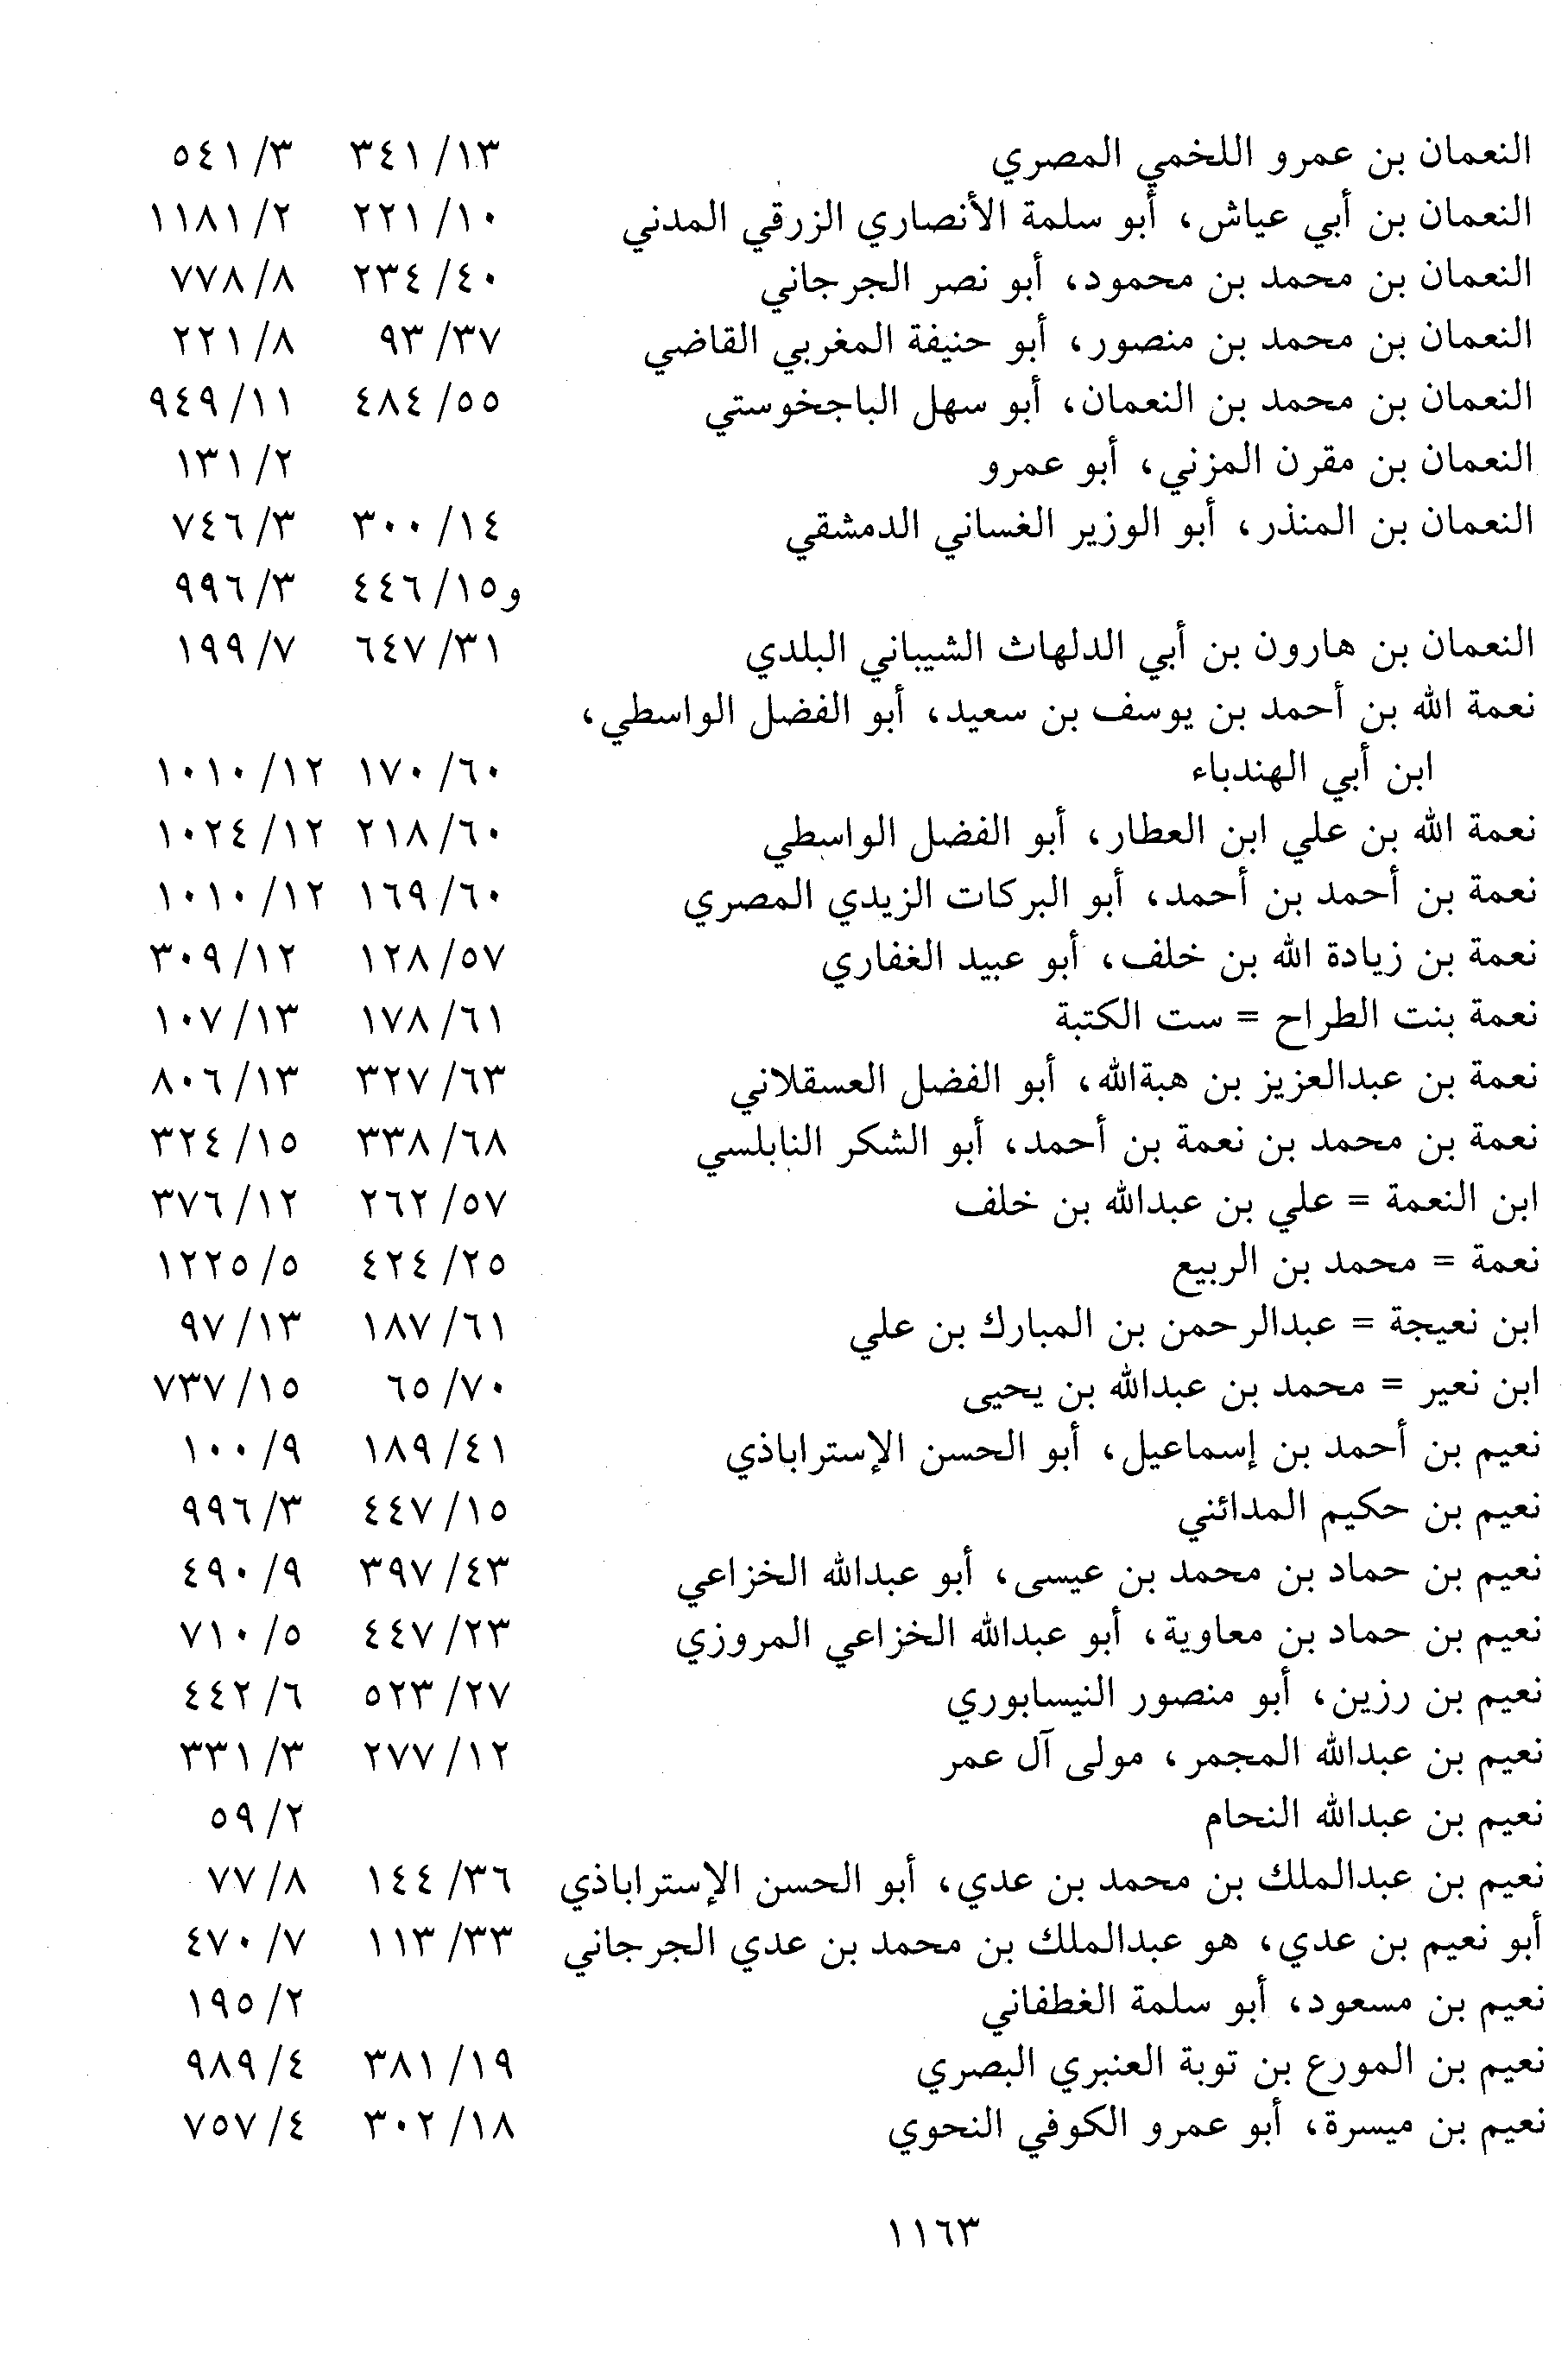 النعمان بن عمرو اللخمي المصري ١٣/ ٣٤١ ٣/ ٥٤١
النعمان بن أبي عياش، أبو سلمة الأنصاري الزرقي المدني ١٠/ ٢٢١ ٢/ ١١٨١
النعمان بن محمد بن محمود، أبو نصر الجرجاني ٤٠/ ٢٣٤ ٨/ ٧٧٨
النعمان بن محمد بن منصور، أبو حنيفة المغربي القاضي ٣٧/ ٩٣ ٨/ ٢٢١
النعمان بن محمد بن النعمان، أبو سهل الباجخوستي ٥٥/ ٤٨٤ ١١/ ٩٤٩
النعمان بن مقرن المزني، أبو عمرو ٢/ ١٣١
النعمان بن المنذر، أبو الوزير الغساني الدمشقي ١٤/ ٣٠٠ ٣/ ٧٤٦
و١٥/ ٤٤٦ ٣/ ٩٩٦
النعمان بن هارون بن أبي الدلهاث الشيباني البلدي ٣١/ ٦٤٧ ٧/ ١٩٩
نعمة الله بن أحمد بن يوسف بن سعيد، أبو الفضل الواسطي،
ابن أبي الهندباء ٦٠/ ١٧٠ ١٢/ ١٠١٠
نعمة الله بن علي ابن العطار، أبو الفضل الواسطي ٦٠/ ٢١٨ ١٢/ ١٠٢٤
نعمة بن أحمد بن أحمد، أبو البركات الزيدي المصري ٦٠/ ١٦٩ ١٢/ ١٠١٠
نعمة بن زيادة الله بن خلف، أبو عبيد الغفاري ٥٧/ ١٢٨ ١٢/ ٣٠٩
نعمة بنت الطراح = ست الكتبة ٦١/ ١٧٨ ١٣/ ١٠٧
نعمة بن عبدالعزيز بن هبةالله، أبو الفضل العسقلاني ٦٣/ ٣٢٧ ١٣/ ٨٠٦
نعمة بن محمد بن نعمة بن أحمد، أبو الشكر النابلسي ٦٨/ ٣٣٨ ١٥/ ٣٢٤
ابن النعمة = علي بن عبدالله بن خلف ٥٧/ ٢٦٢ ١٢/ ٣٧٦
نعمة = محمد بن الربيع ٢٥/ ٤٢٤ ٥/ ١٢٢٥
ابن نعيجة = عبدالرحمن بن المبارك بن علي ٦١/ ١٨٧ ١٣/ ٩٧
ابن نعير = محمد بن عبدالله بن يحيى ٧٠/ ٦٥ ١٥/ ٧٣٧
نعيم بن أحمد بن إسماعيل، أبو الحسن الإستراباذي ٤١/ ١٨٩ ٩/ ١٠٠
نعيم بن حكيم المدائني ١٥/ ٤٤٧ ٣/ ٩٩٦
نعيم بن حماد بن محمد بن عيسى، أبو عبدالله الخزاعي ٤٣/ ٣٩٧ ٩/ ٤٩٠
نعيم بن حماد بن معاوية، أبو عبدالله الخزاعي المروزي ٢٣/ ٤٤٧ ٥/ ٧١٠
نعيم بن رزين، أبو منصور النيسابوري ٢٧/ ٥٢٣ ٦/ ٤٤٢
نعيم بن عبدالله المجمر، مولى آل عمر ١٢/ ٢٧٧ ٣/ ٣٣١
نعيم بن عبدالله النحام ٢/ ٥٩
نعيم بن عبدالملك بن محمد بن عدي، أبو الحسن الإستراباذي ٣٦/ ١٤٤ ٨/ ٧٧
أبو نعيم بن عدي، هو عبدالملك بن محمد بن عدي الجرجاني ٣٣/ ١١٣ ٧/ ٤٧٠
نعيم بن مسعود، أبو سلمة الغطفاني ٢/ ١٩٥
نعيم بن المورع بن توبة العنبري البصري ١٩/ ٣٨١ ٤/ ٩٨٩
نعيم بن ميسرة، أبو عمرو الكوفي النحوي ١٨/ ٣٠٢ ٤/ ٧٥٧
١١٦٣